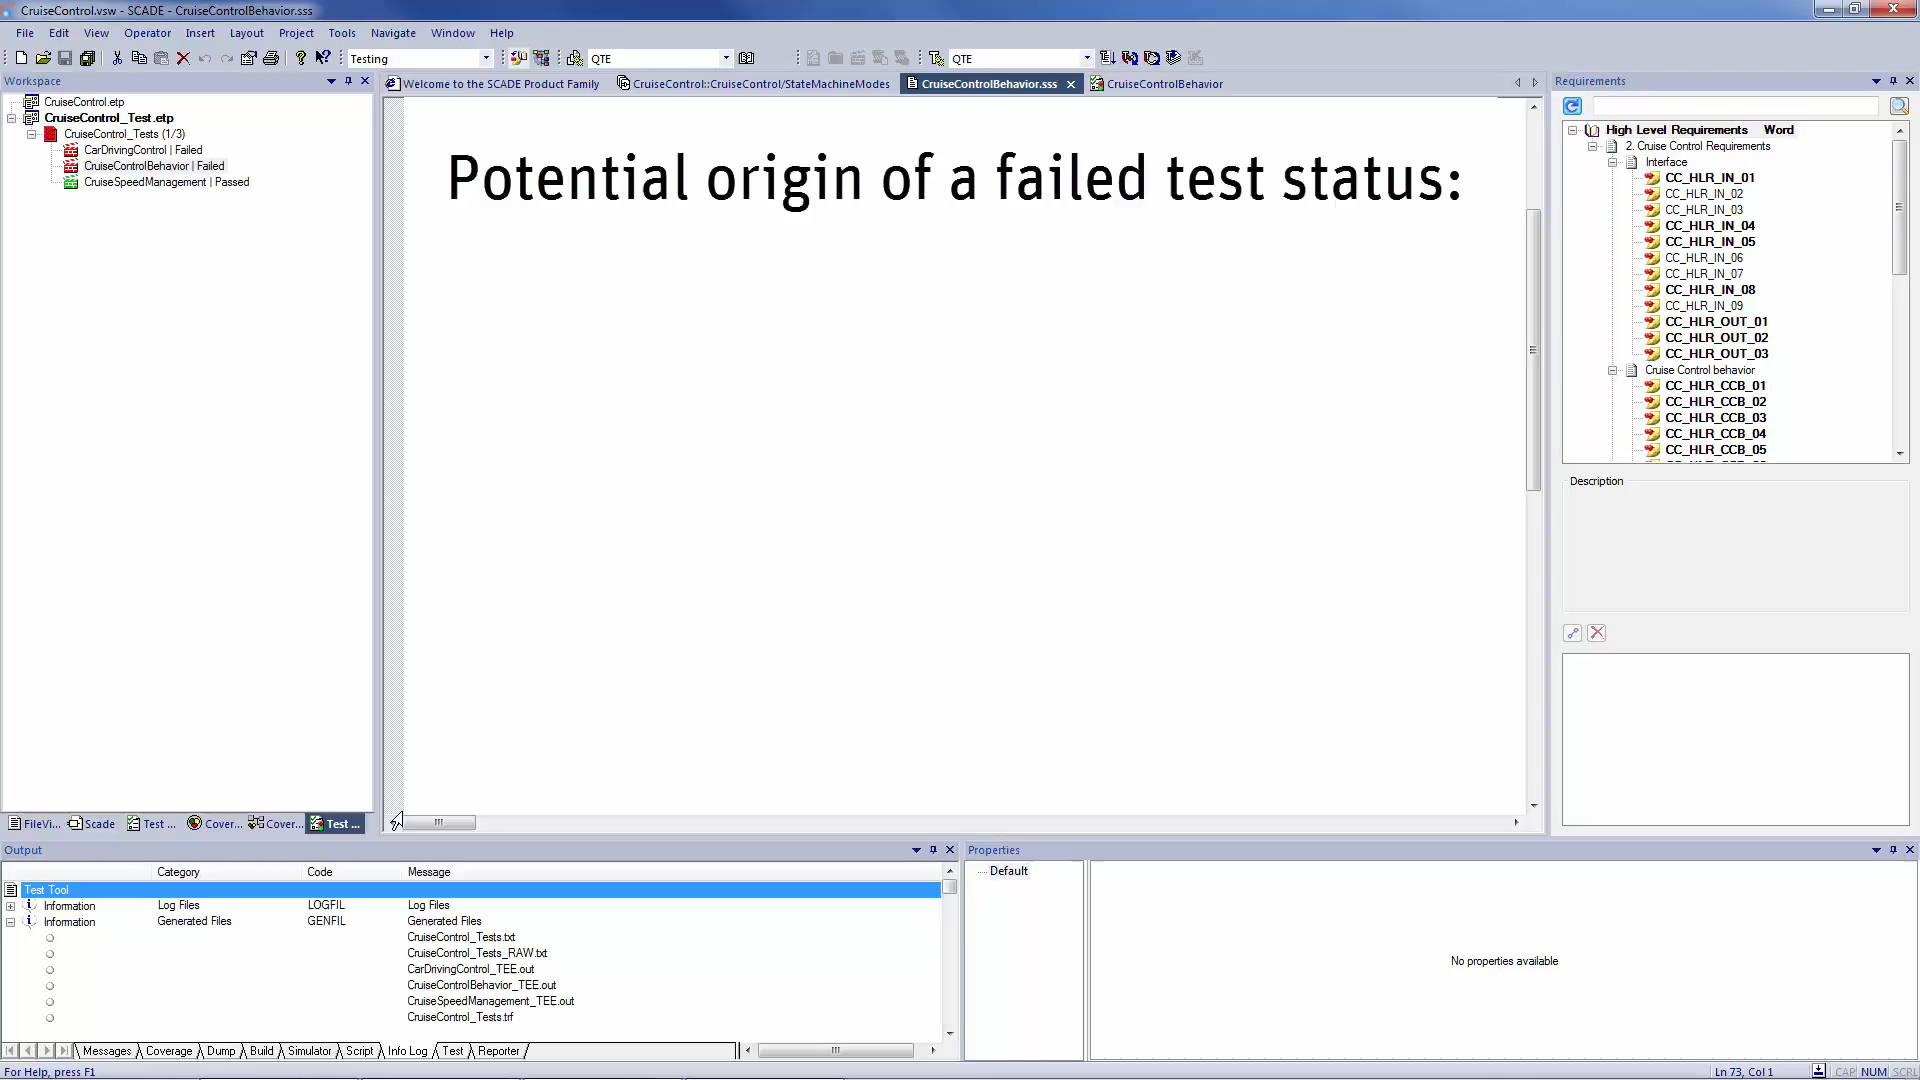 CruiseControl.vsw - SCADE - CruiseControlBehavior.sss
File Edit View Operator Insert Layout Project Tools Navigate Window Help
Testing QTE QTE
Workspace
CruiseControl.etp
CruiseControl_Test.etp
CruiseControl_Tests (1/3)
CarDrivingControl | Failed
CruiseControlBehavior | Failed
CruiseSpeedManagement | Passed
FileVi... Scade Test ... Cover... Cover... Test ...
Welcome to the SCADE Product Family CruiseControl::CruiseControl/StateMachineModes CruiseControlBehavior.sss CruiseControlBehavior
Potential origin of a failed test status:
Requirements
High Level Requirements Word
2. Cruise Control Requirements
Interface
CC_HLR_IN_01
CC_HLR_IN_02
CC_HLR_IN_03
CC_HLR_IN_04
CC_HLR_IN_05
CC_HLR_IN_06
CC_HLR_IN_07
CC_HLR_IN_08
CC_HLR_IN_09
CC_HLR_OUT_01
CC_HLR_OUT_02
CC_HLR_OUT_03
Cruise Control behavior
CC_HLR_CCB_01
CC_HLR_CCB_02
CC_HLR_CCB_03
CC_HLR_CCB_04
CC_HLR_CCB_05
Description
Output
Category Code Message
Test Tool
Information Log Files LOGFIL Log Files
Information Generated Files GENFIL Generated Files
CruiseControl_Tests.txt
CruiseControl_Tests_RAW.txt
CarDrivingControl_TEE.out
CruiseControlBehavior_TEE.out
CruiseSpeedManagement_TEE.out
CruiseControl_Tests.trf
Messages Coverage Dump Build Simulator Script Info Log Test Reporter
Properties
Default
No properties available
For Help, press F1
Ln 73, Col 1 CAP NUM SCRL